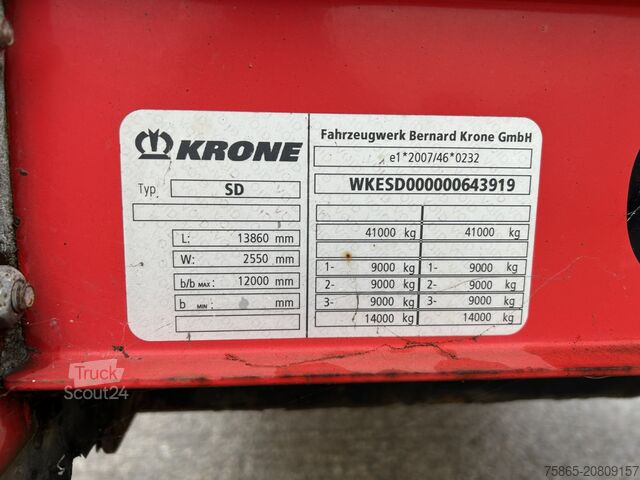 KRONE
Typ SD
L: 13860 mm
W: 2550 mm
b/b MAX: 12000 mm
b MIN: mm
Fahrzeugwerk Bernard Krone GmbH
e1*2007/46*0232
WKESD000000643919
41000 kg 41000 kg
1- 9000 kg 1- 9000 kg
2- 9000 kg 2- 9000 kg
3- 9000 kg 3- 9000 kg
14000 kg 14000 kg
Truck
Scout24
75865-20809157